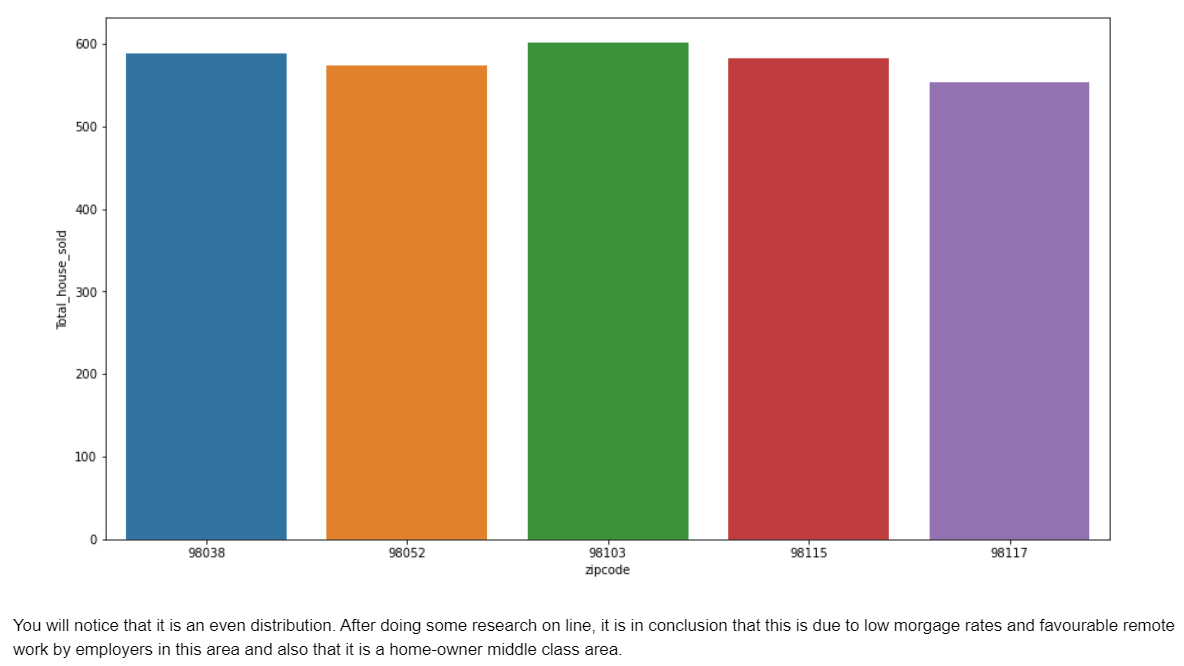 600
500
400
300
200
100
0
Total_house_sold
98038 98052 98103 98115 98117
zipcode
You will notice that it is an even distribution. After doing some research on line, it is in conclusion that this is due to low morgage rates and favourable remote
work by employers in this area and also that it is a home-owner middle class area.